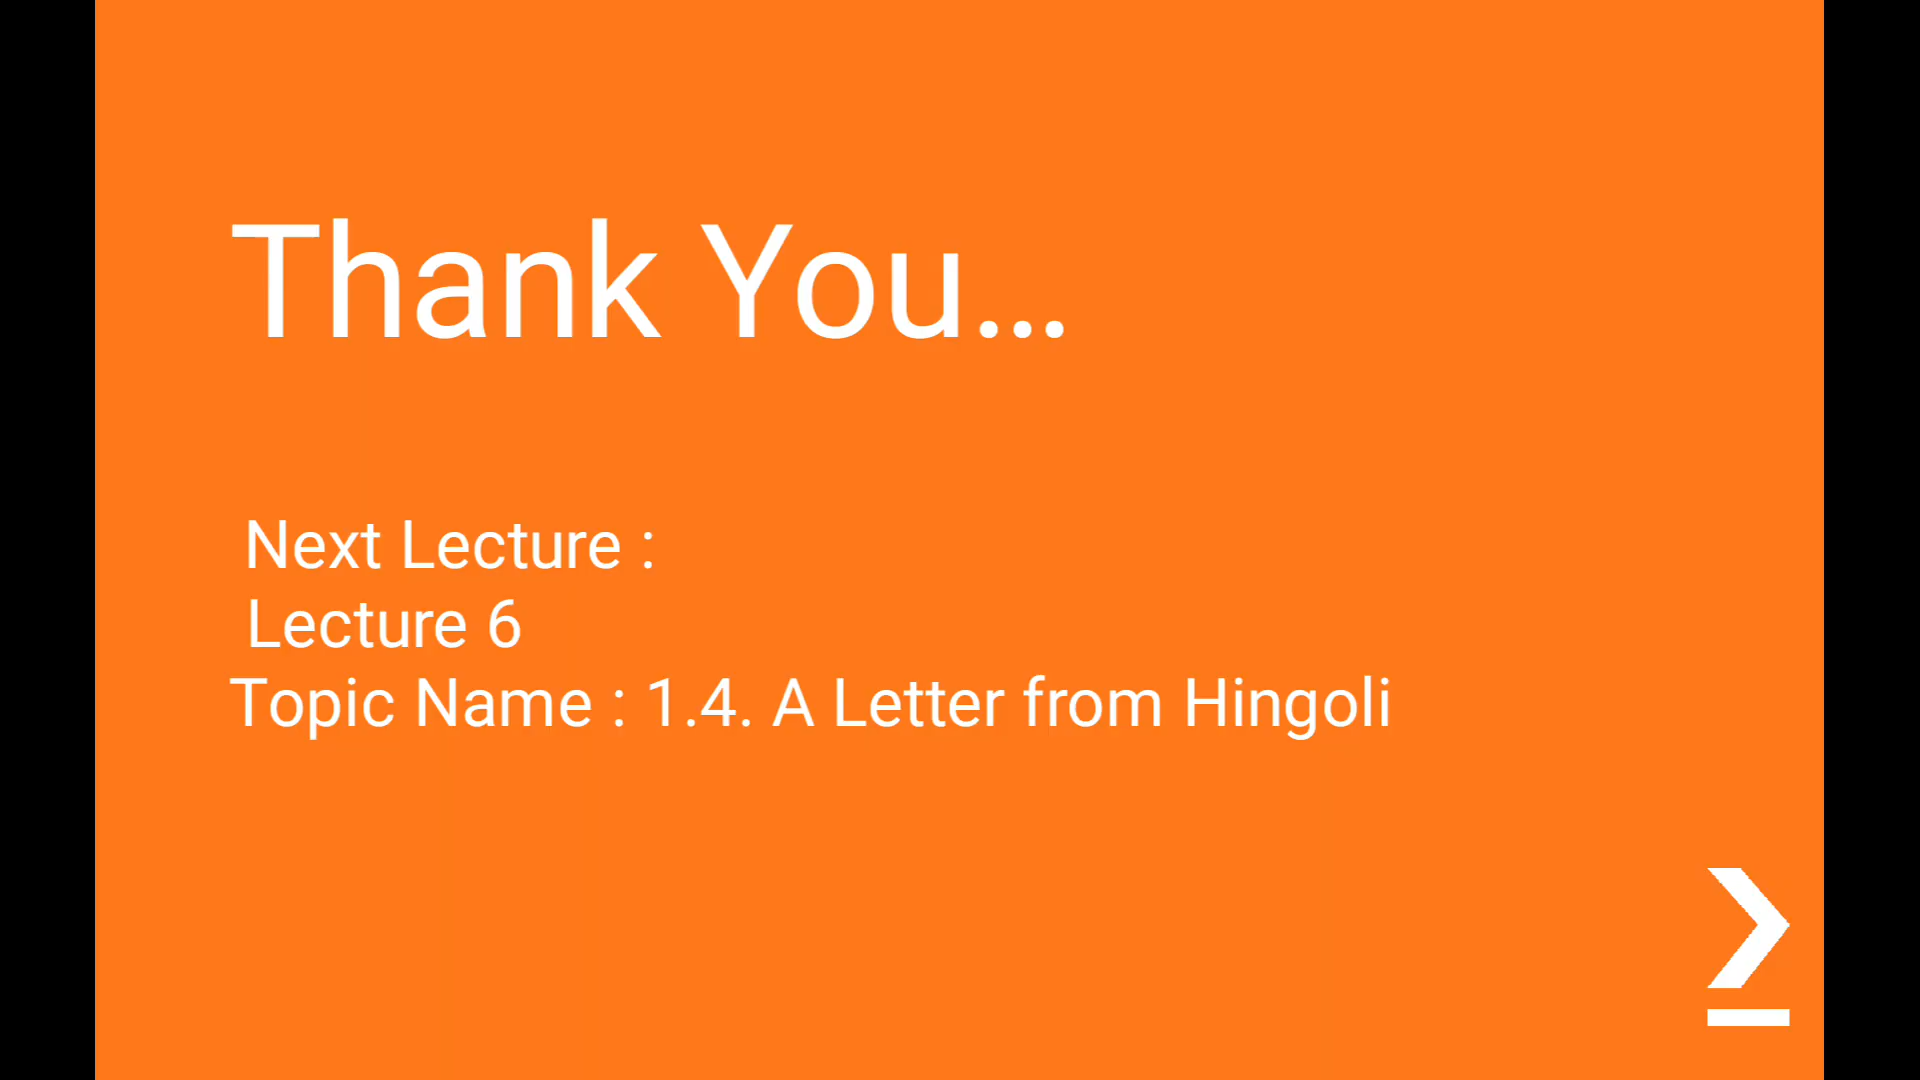 Thank You...
Next Lecture :
Lecture 6
Topic Name : 1.4. A Letter from Hingoli